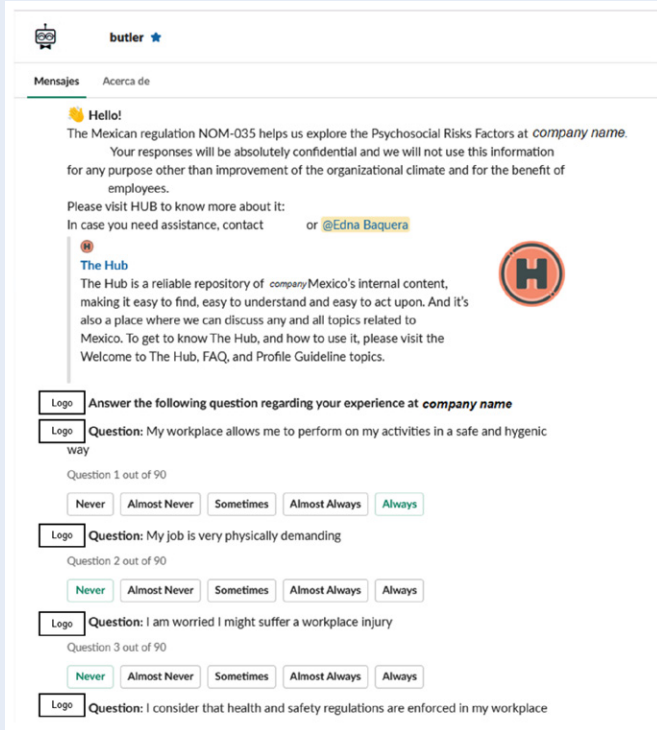 butler
Mensajes Acerca de
Hello!
The Mexican regulation NOM-035 helps us explore the Psychosocial Risks Factors at company name.
Your responses will be absolutely confidential and we will not use this information
for any purpose other than improvement of the organizational climate and for the benefit of
employees.
Please visit HUB to know more about it:
In case you need assistance, contact or @Edna Baquera
H
The Hub
The Hub is a reliable repository of company Mexico's internal content,
making it easy to find, easy to understand and easy to act upon. And it's
also a place where we can discuss any and all topics related to
Mexico. To get to know The Hub, and how to use it, please visit the
Welcome to The Hub, FAQ, and Profile Guideline topics.
H
Logo Answer the following question regarding your experience at company name
Logo Question: My workplace allows me to perform on my activities in a safe and hygenic
way
Question 1 out of 90
Never Almost Never Sometimes Almost Always Always
Logo Question: My job is very physically demanding
Question 2 out of 90
Never Almost Never Sometimes Almost Always Always
Logo Question: I am worried I might suffer a workplace injury
Question 3 out of 90
Never Almost Never Sometimes Almost Always Always
Logo Question: I consider that health and safety regulations are enforced in my workplace